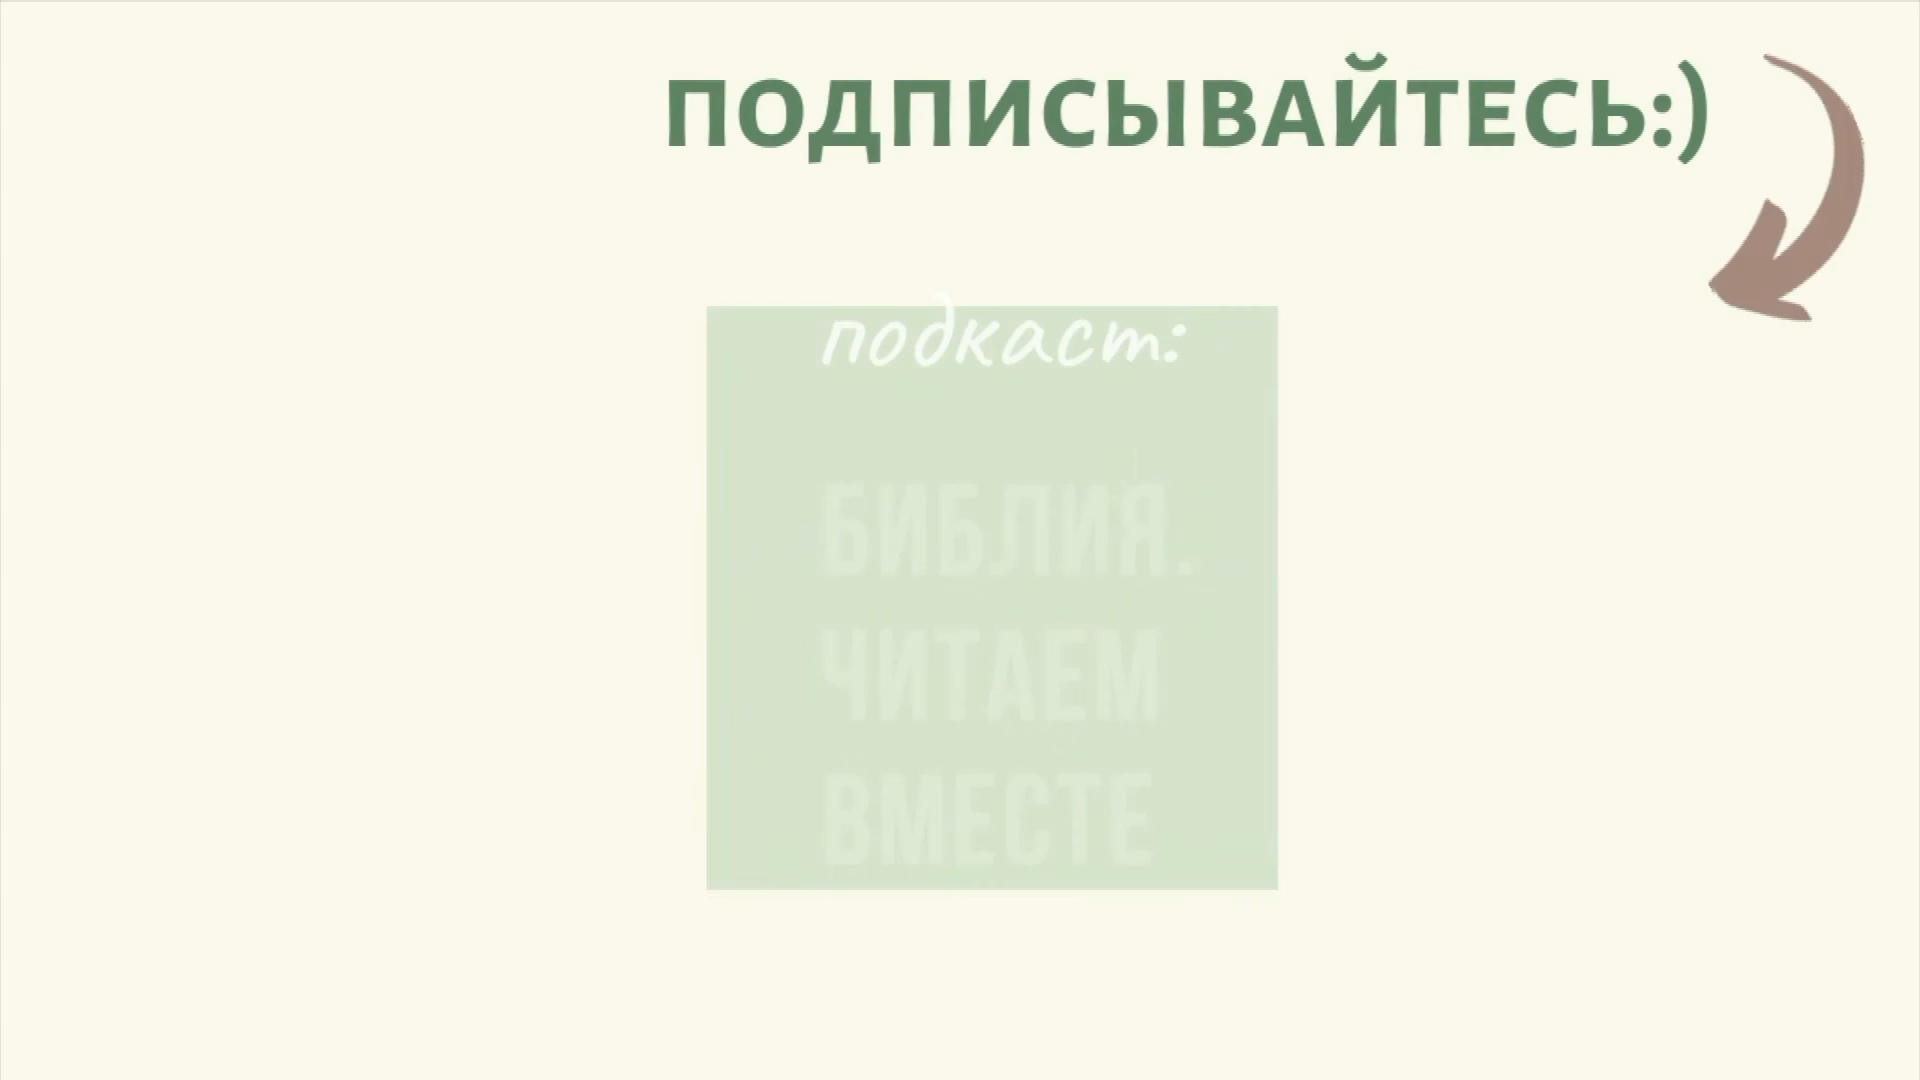 ПОДПИСЫВАЙТЕСЬ:)
подкаст:
БИБЛИЯ.
ЧИТАЕМ
ВМЕСТЕ